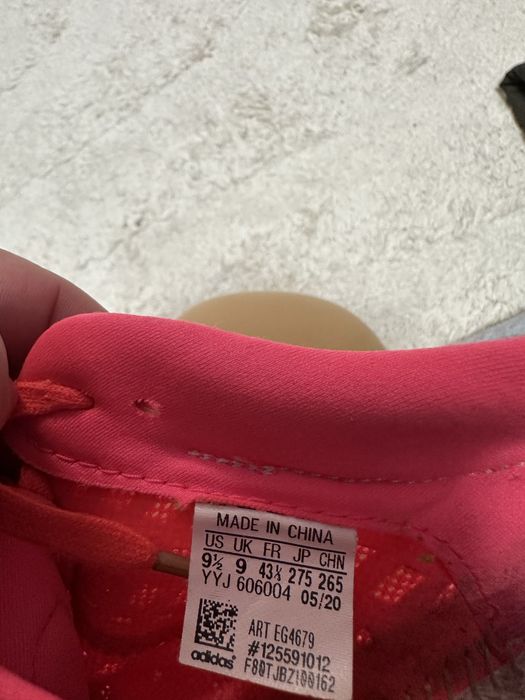 MADE IN CHINA
US UK FR JP CHN
9½ 9 43⅓ 275 265
YYJ 606004 05/20
ART EG4679
#125591012
adidas F80TJBZ100162